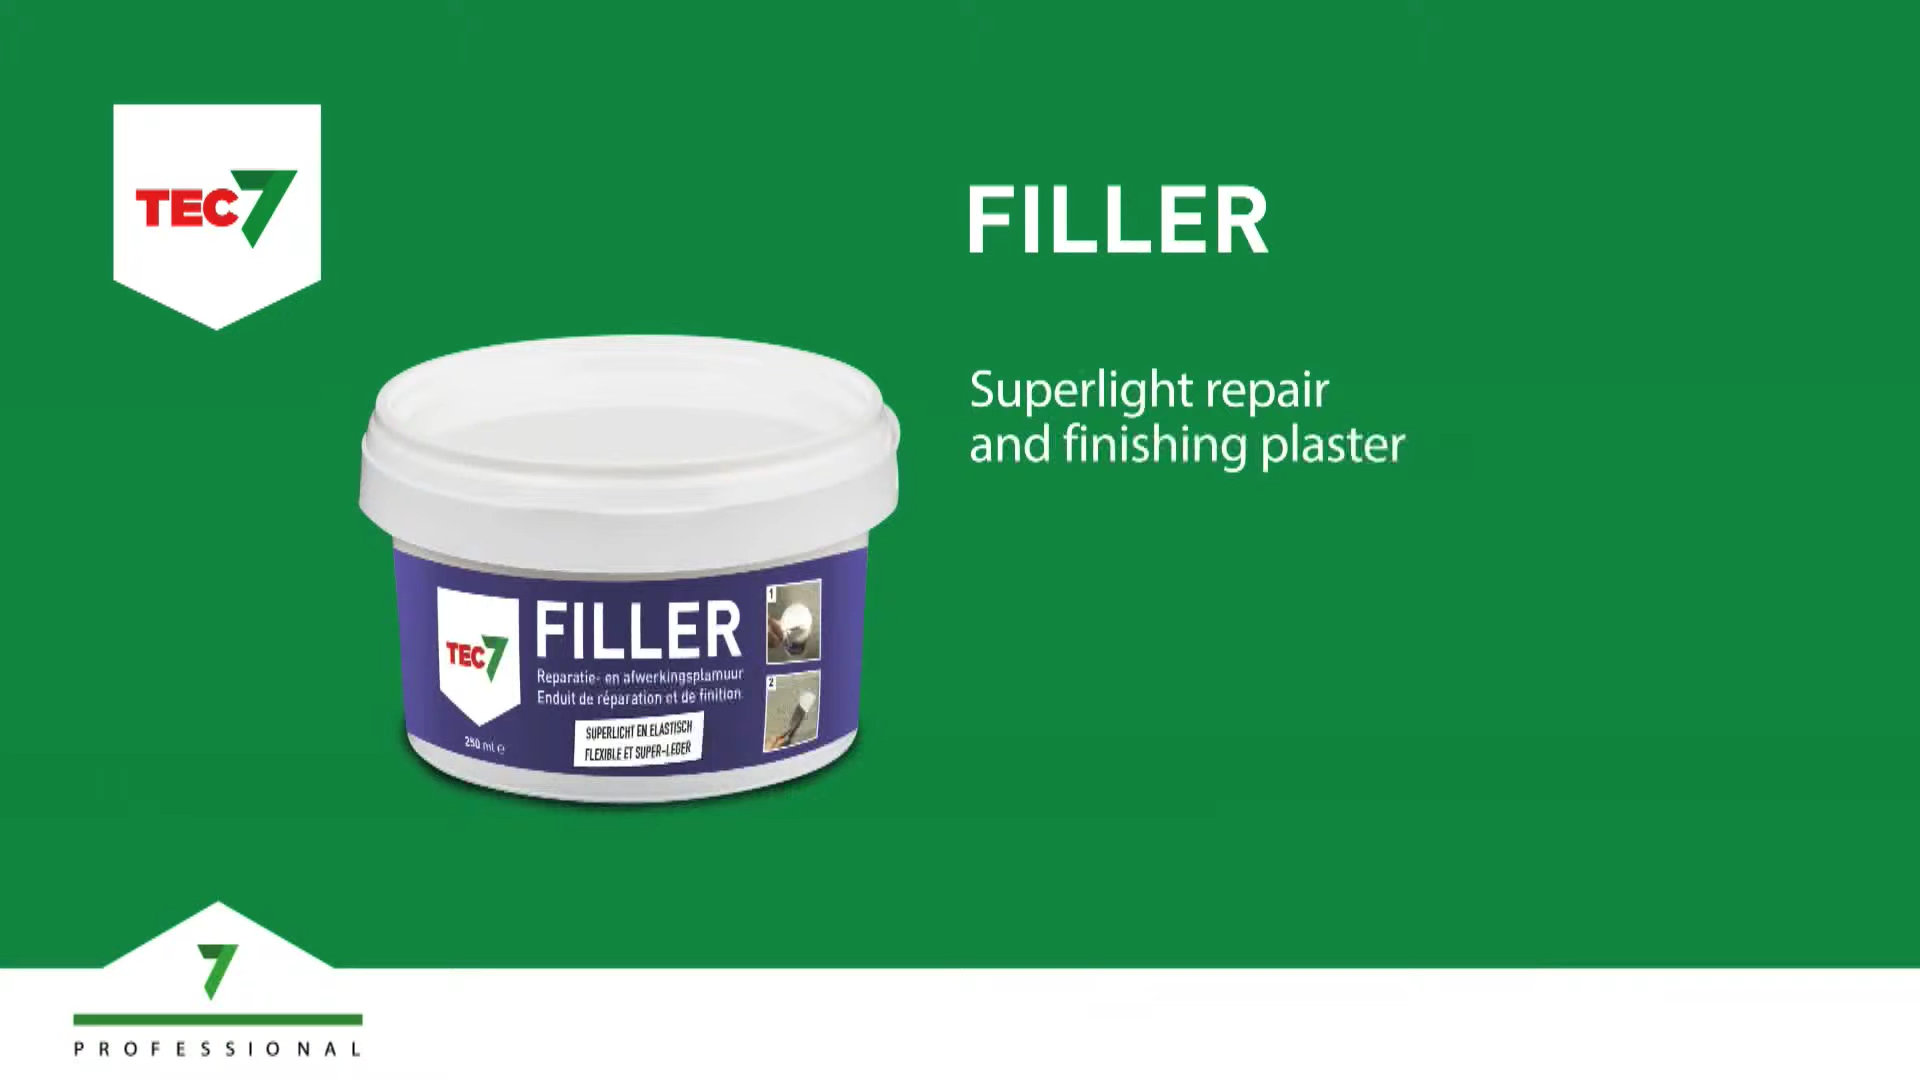 TEC7
FILLER
Superlight repair
and finishing plaster
TEC7
FILLER
Reparatie- en afwerkingsplamuur
Enduit de réparation et de finition
SUPERLICHT EN ELASTISCH
FLEXIBLE ET SUPER-LEGER
250 ml e
1
2
7
PROFESSIONAL